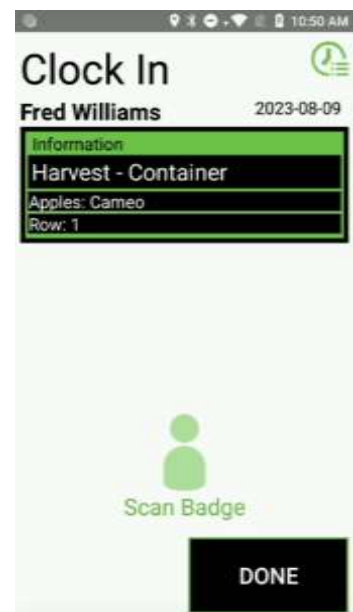 10:50 AM
Clock In
Fred Williams
2023-08-09
Information
Harvest - Container
Apples: Cameo
Row: 1
Scan Badge
DONE